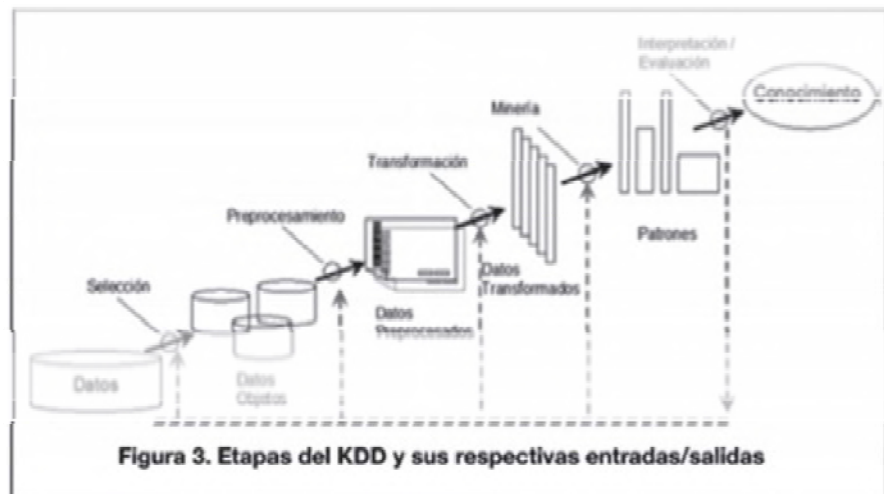 Interpretación /
Evaluación
Conocimiento
Minería
Transformación
Preprocesamiento
Patrones
Selección
Datos
Transformados
Datos
Preprocesados
Datos
Datos
Objetos
Figura 3. Etapas del KDD y sus respectivas entradas/salidas